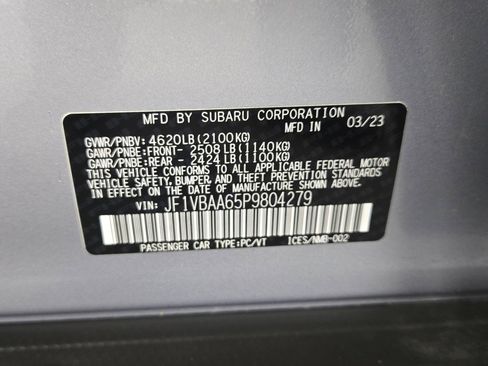 MFD BY SUBARU CORPORATION
MFD IN 03/23
GVWR/PNBV: 4620LB(2100KG)
GAWR/PNBE:FRONT- 2508LB(1140KG)
GAWR/PNBE:REAR - 2424LB(1100KG)
THIS VEHICLE CONFORMS TO ALL APPLICABLE FEDERAL MOTOR
VEHICLE SAFETY, BUMPER, AND THEFT PREVENTION STANDARDS
IN EFFECT ON THE DATE OF MANUFACTURE SHOWN ABOVE.
VIN: JF1VBAA65P9804279
PASSENGER CAR TYPE:PC/VT ICES/NMB-002